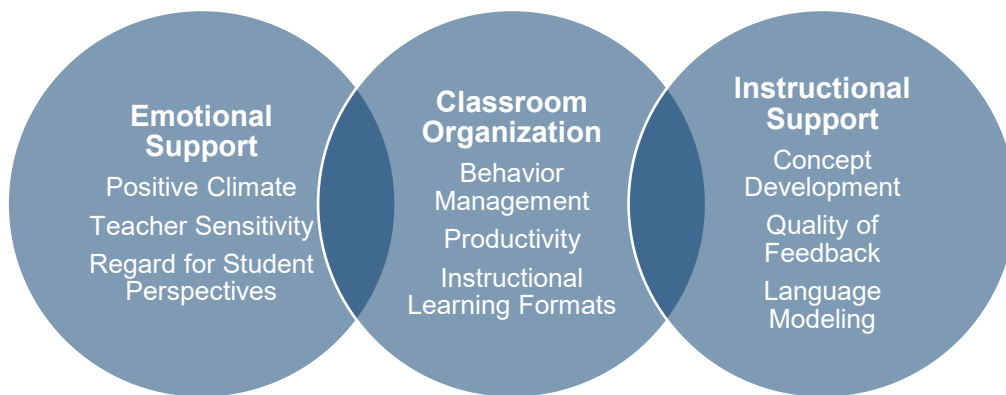 Emotional
Support
Positive Climate
Teacher Sensitivity
Regard for Student
Perspectives
Classroom
Organization
Behavior
Management
Productivity
Instructional
Learning Formats
Instructional
Support
Concept
Development
Quality of
Feedback
Language
Modeling